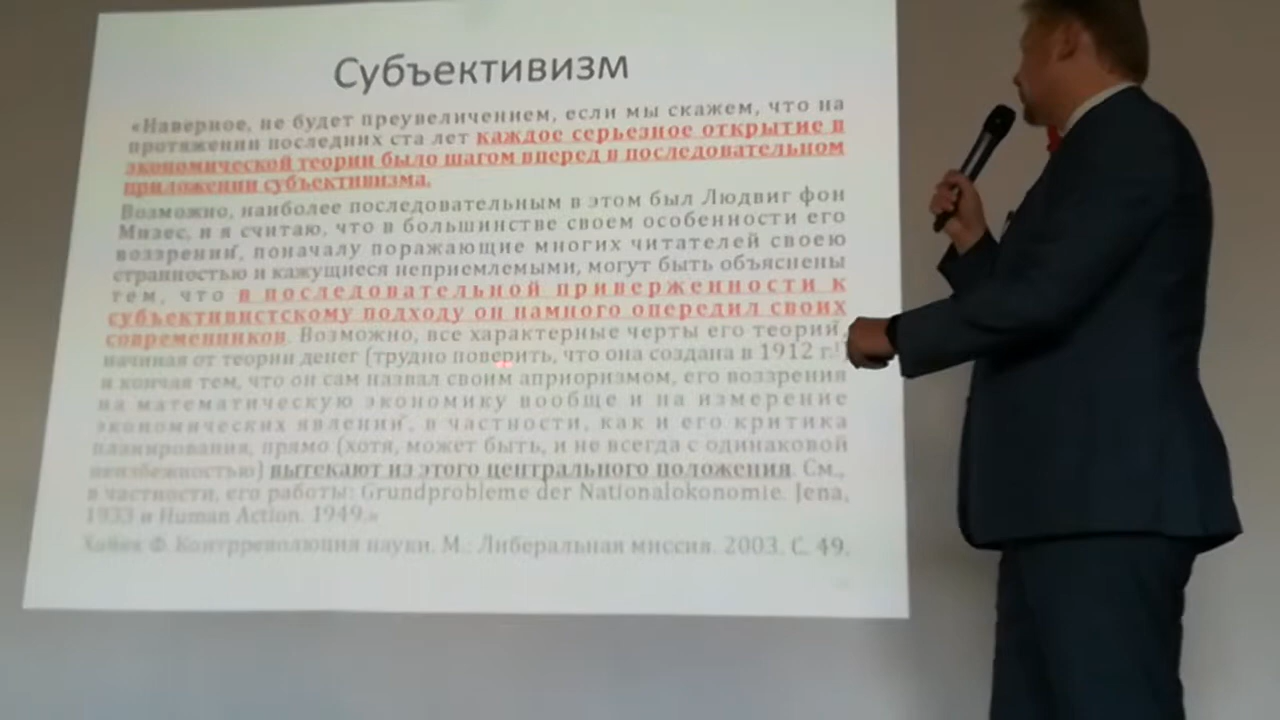 Субъективизм
«Наверное, не будет преувеличением, если мы скажем, что на
протяжении последних ста лет каждое серьезное открытие в
экономической теории было шагом вперед в последовательном
приложении субъективизма.
Возможно, наиболее последовательным в этом был Людвиг фон
Мизес, и я считаю, что в большинстве своем особенности его
воззрений, поначалу поражающие многих читателей своею
странностью и кажущиеся неприемлемыми, могут быть объяснены
тем, что в последовательной приверженности к
субъективистскому подходу он намного опередил своих
современников. Возможно, все характерные черты его теорий,
начиная от теории денег (трудно поверить, что она создана в 1912 г.!)
и кончая тем, что он сам назвал своим априоризмом, его воззрения
на математическую экономику вообще и на измерение
экономических явлений, в частности, как и его критика
планирования, прямо (хотя, может быть, и не всегда с одинаковой
неизбежностью) вытекают из этого центрального положения. См.,
в частности, его работы: Grundprobleme der Nationalokonomie. Jena,
1933 и Human Action. 1949.»
Хайек Ф. Контрреволюция науки. М.: Либеральная миссия. 2003. С. 49.